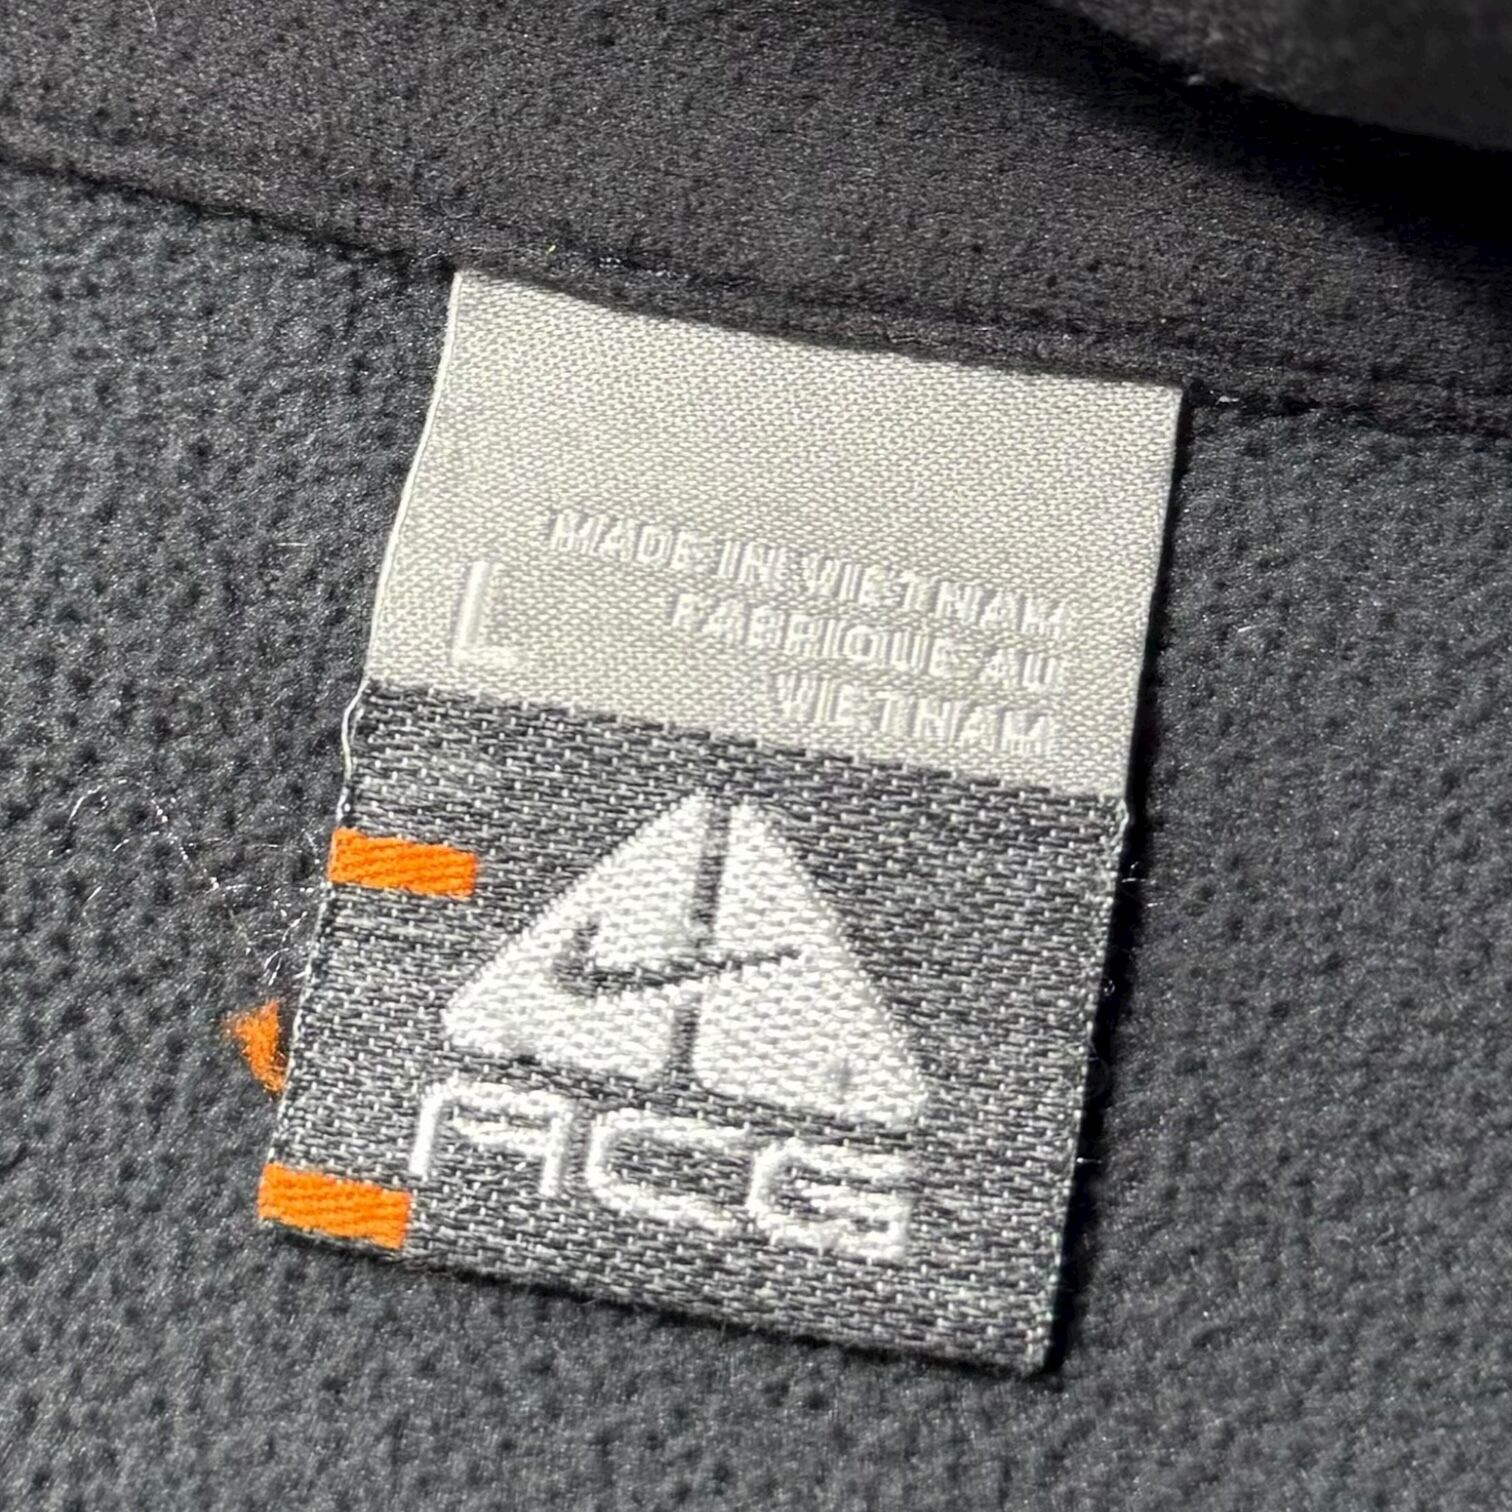 MADE IN VIETNAM
FABRIQUE AU
VIETNAM
L
ACG